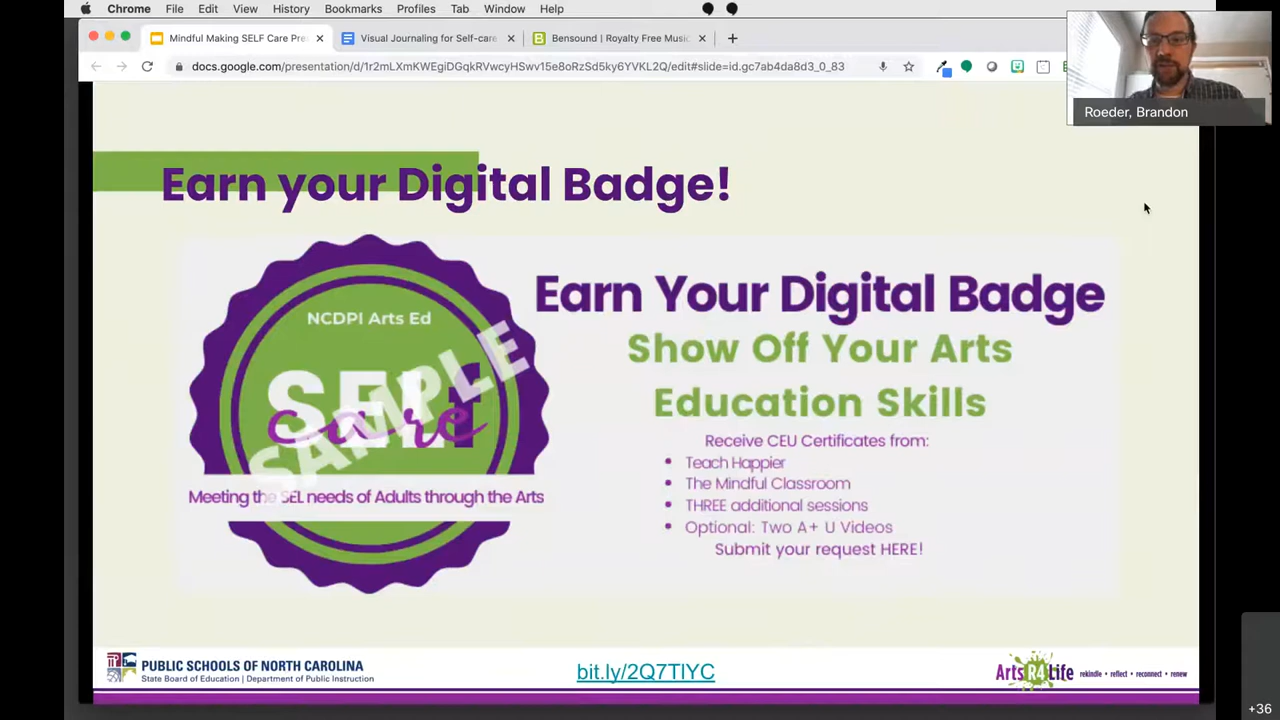 Chrome File Edit View History Bookmarks Profiles Tab Window Help
Mindful Making SELF Care Pre
Visual Journaling for Self-care
Bensound | Royalty Free Music
docs.google.com/presentation/d/1r2mLXmKWEgiDGqkRVwcyHSwv15e8oRzSd5ky6YVKL2Q/edit#slide=id.gc7ab4da8d3_0_83
Roeder, Brandon
Earn your Digital Badge!
NCDPI Arts Ed
SELf
care
SAMPLE
Meeting the SEL needs of Adults through the Arts
Earn Your Digital Badge
Show Off Your Arts
Education Skills
Receive CEU Certificates from:
• Teach Happier
• The Mindful Classroom
• THREE additional sessions
• Optional: Two A+ U Videos
Submit your request HERE!
PUBLIC SCHOOLS OF NORTH CAROLINA
State Board of Education | Department of Public Instruction
bit.ly/2Q7TlYC
Arts R4 Life
rekindle • reflect • reconnect • renew
+36